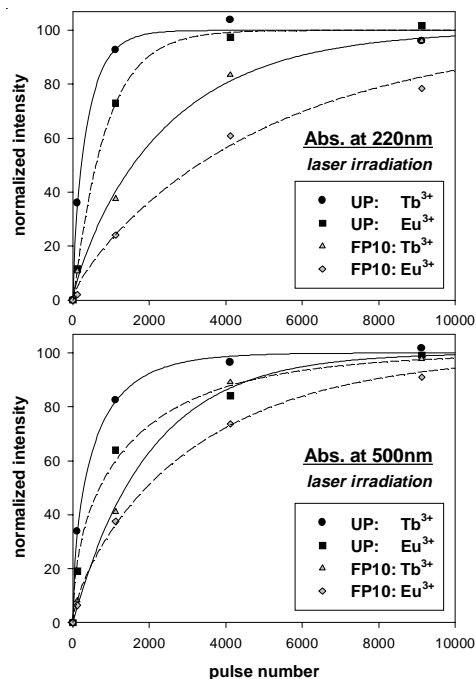 100
80
60
40
20
0
normalized intensity
0 2000 4000 6000 8000 10000
Abs. at 220nm
laser irradiation
UP: Tb³⁺
UP: Eu³⁺
FP10: Tb³⁺
FP10: Eu³⁺
100
80
60
40
20
0
normalized intensity
0 2000 4000 6000 8000 10000
Abs. at 500nm
laser irradiation
UP: Tb³⁺
UP: Eu³⁺
FP10: Tb³⁺
FP10: Eu³⁺
pulse number